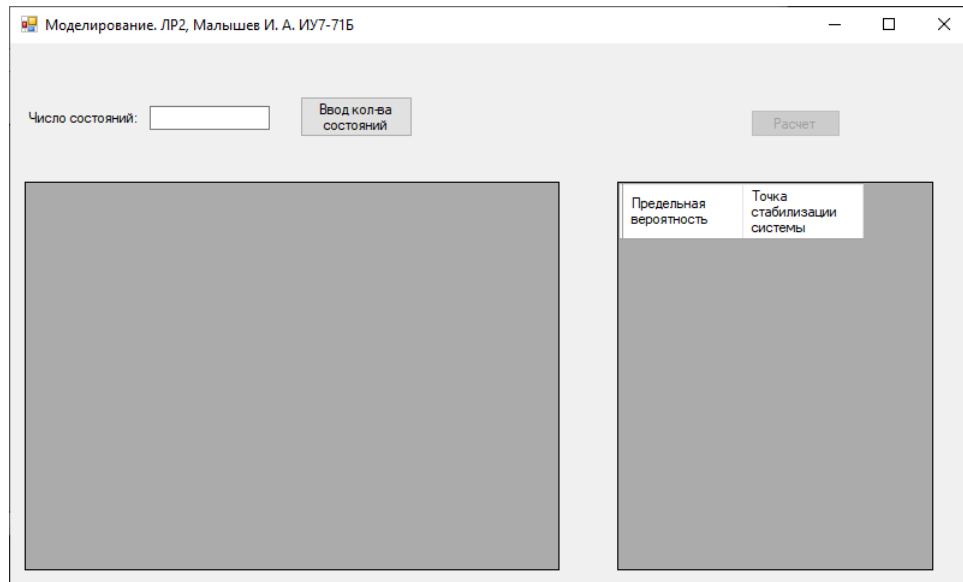 Моделирование. ЛР2, Малышев И. А. ИУ7-71Б
Число состояний:
Ввод кол-ва
состояний
Расчет
Предельная
вероятность
Точка
стабилизации
системы